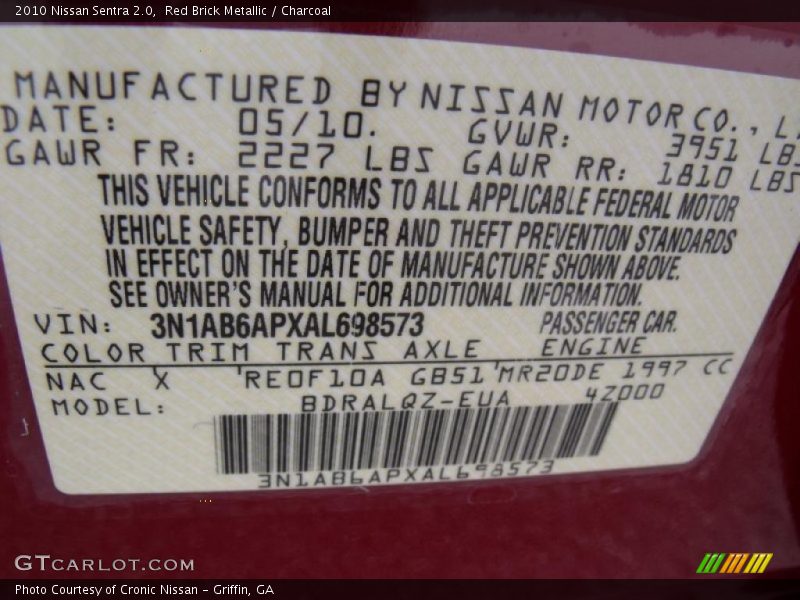 2010 Nissan Sentra 2.0, Red Brick Metallic / Charcoal
MANUFACTURED BY NISSAN MOTOR CO.,
DATE: 05/10. GVWR: 3951 LBS
GAWR FR: 2227 LBS GAWR RR: 1810 LBS
THIS VEHICLE CONFORMS TO ALL APPLICABLE FEDERAL MOTOR
VEHICLE SAFETY, BUMPER AND THEFT PREVENTION STANDARDS
IN EFFECT ON THE DATE OF MANUFACTURE SHOWN ABOVE.
SEE OWNER'S MANUAL FOR ADDITIONAL INFORMATION.
VIN: 3N1AB6APXAL698573 PASSENGER CAR.
COLOR TRIM TRANS AXLE ENGINE
NAC X RE0F10A GB51 MR20DE 1997 CC
MODEL: BDRALQZ-EUA 4Z000
3N1AB6APXAL698573
GTCARLOT.COM
Photo Courtesy of Cronic Nissan - Griffin, GA